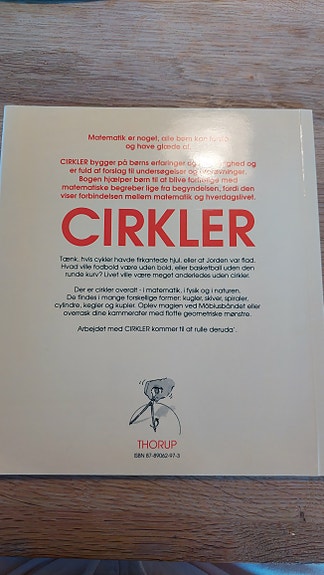 Matematik er noget, alle børn kan
og have glæde af.
CIRKLER bygger på børns erfaringer og og
er fuld af forslag til undersøgelser og
Bogen hjælper børn til at blive fortrolige med
matematiske begreber lige fra begyndelsen, fordi den
viser forbindelsen mellem matematik og hverdagslivet.
CIRKLER
Tænk, hvis cykler havde firkantede hjul, eller at Jorden var flad.
Hvad ville fodbold være uden bold, eller basketball uden den
runde kurv? Livet ville være meget anderledes uden cirkler.
Der er cirkler overalt - i matematik, i fysik og i naturen.
De findes i mange forskellige former: kugler, skiver, spiraler,
cylindre, kegler og kupler. Oplev magien ved Möbiusbåndet eller
overrask dine kammerater med flotte geometriske mønstre.
Arbejdet med CIRKLER kommer til at rulle deruda'.
THORUP
ISBN 87-89062-97-3